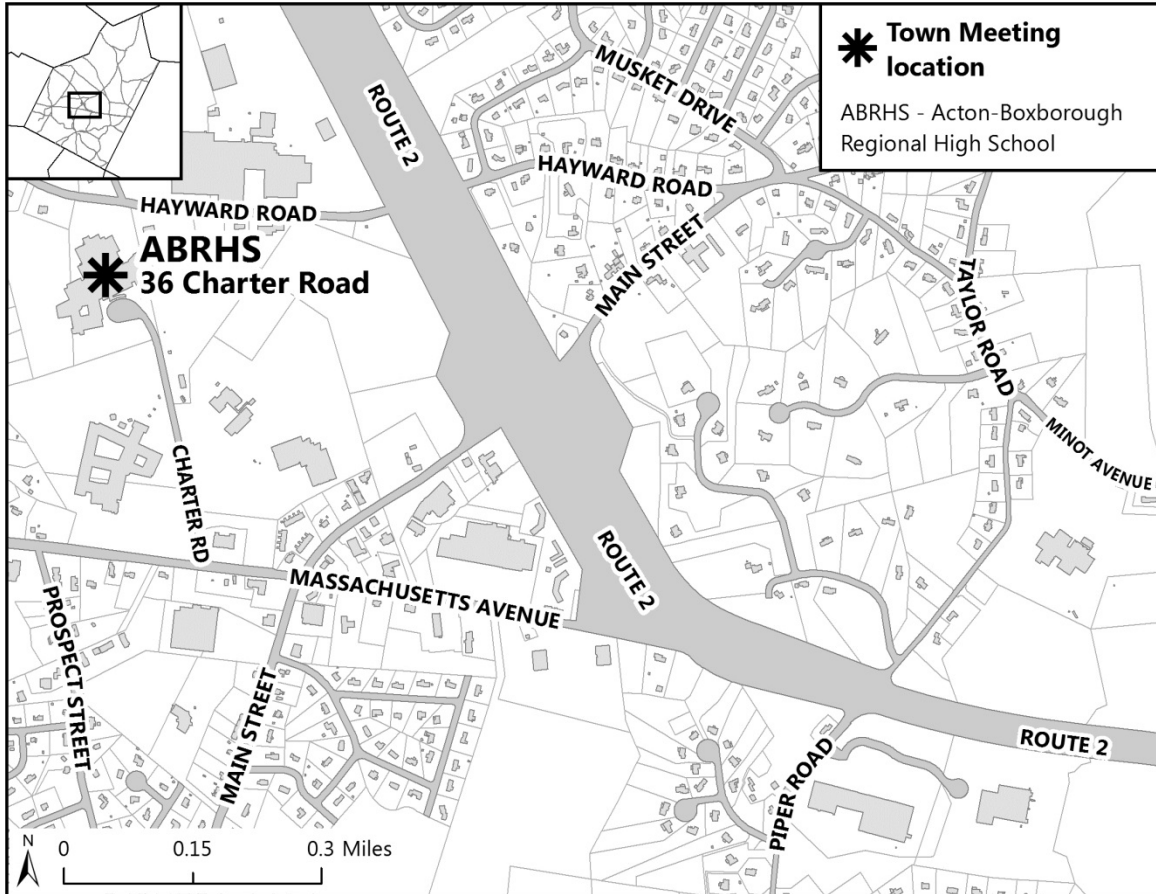 Town Meeting
location
ABRHS - Acton-Boxborough
Regional High School
MUSKET DRIVE
ROUTE 2
HAYWARD ROAD
HAYWARD ROAD
ABRHS
36 Charter Road
MAIN STREET
TAYLOR ROAD
MINOT AVENUE
CHARTER RD
ROUTE 2
MASSACHUSETTS AVENUE
PROSPECT STREET
MAIN STREET
ROUTE 2
PIPER ROAD
N
0 0.15 0.3 Miles